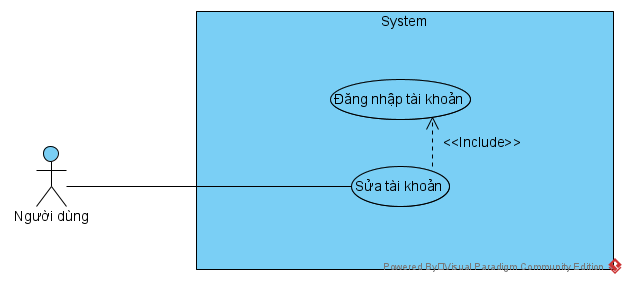 System
Đăng nhập tài khoản
<<Include>>
Sửa tài khoản
Người dùng
Powered By Visual Paradigm Community Edition